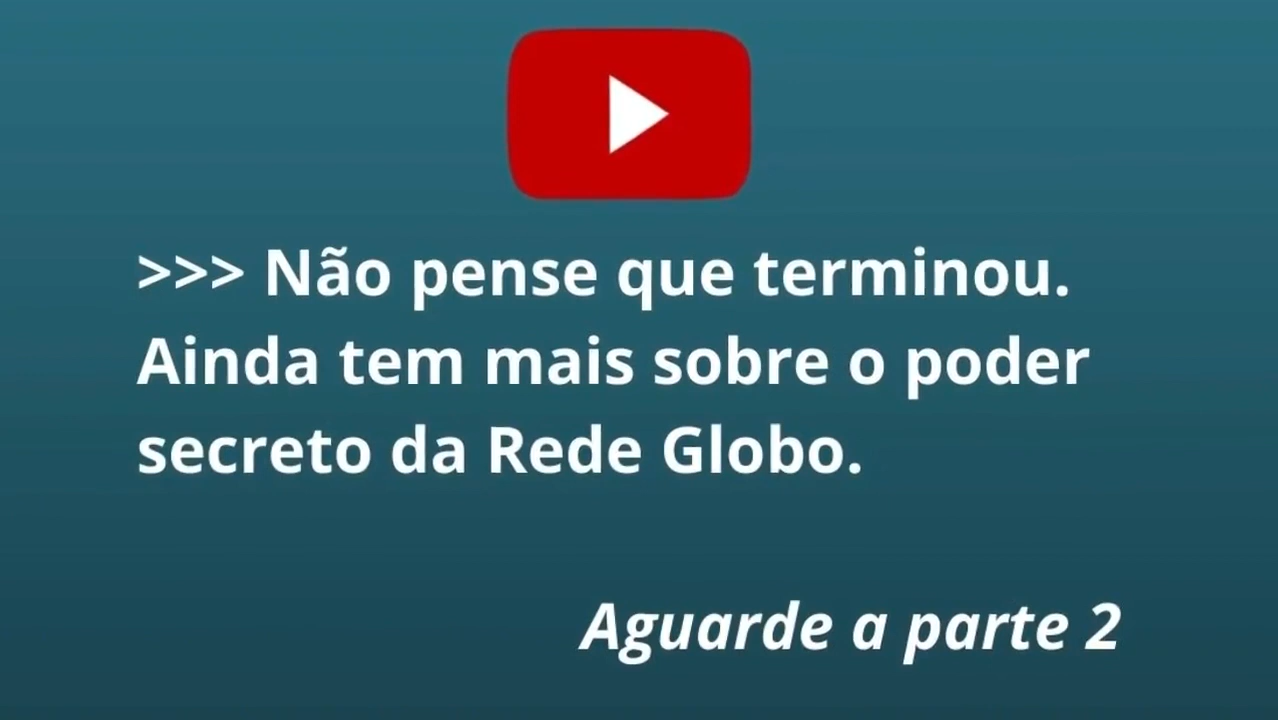 >>> Não pense que terminou.
Ainda tem mais sobre o poder
secreto da Rede Globo.
Aguarde a parte 2